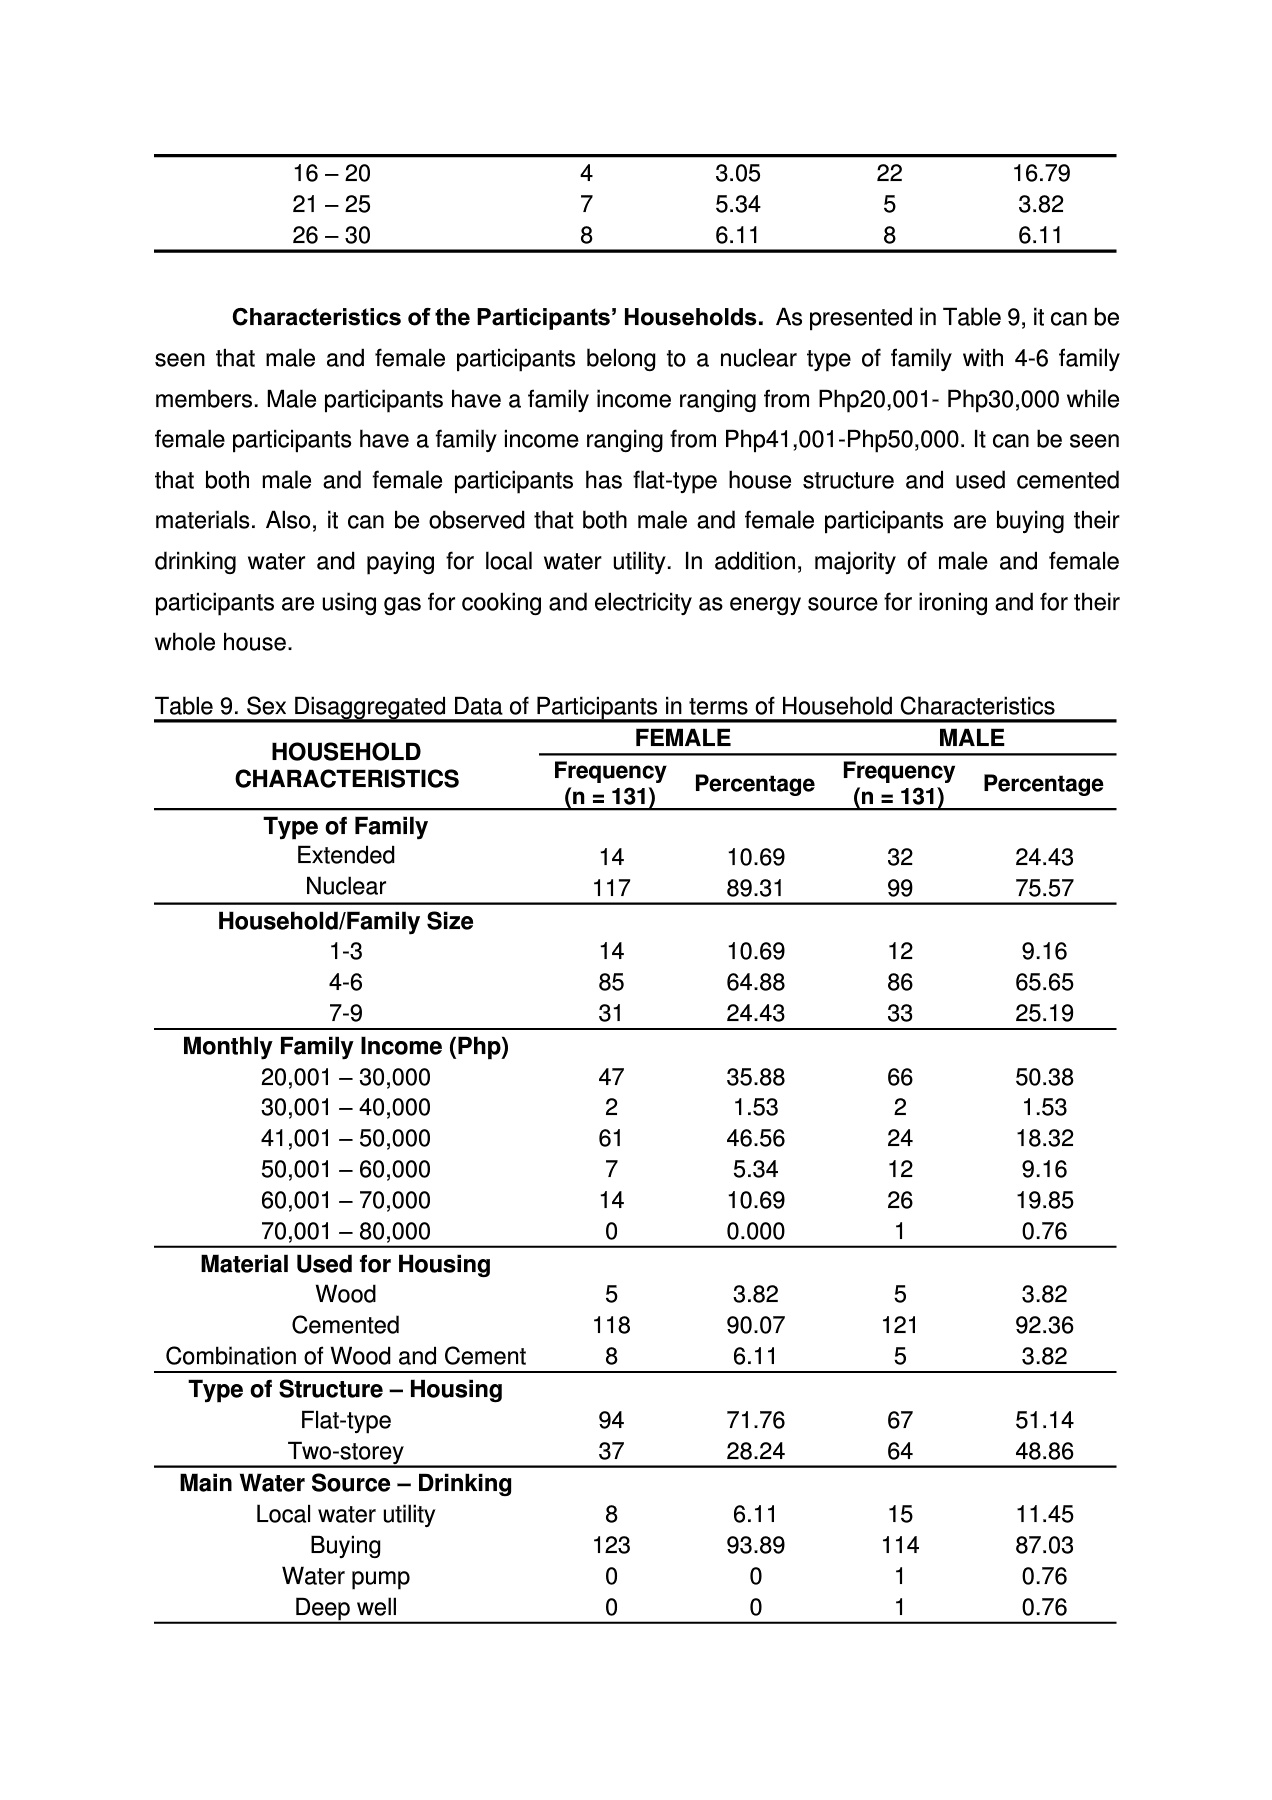 16 – 20 4 3.05 22 16.79
21 – 25 7 5.34 5 3.82
26 – 30 8 6.11 8 6.11
Characteristics of the Participants’ Households. As presented in Table 9, it can be
seen that male and female participants belong to a nuclear type of family with 4-6 family
members. Male participants have a family income ranging from Php20,001- Php30,000 while
female participants have a family income ranging from Php41,001-Php50,000. It can be seen
that both male and female participants has flat-type house structure and used cemented
materials. Also, it can be observed that both male and female participants are buying their
drinking water and paying for local water utility. In addition, majority of male and female
participants are using gas for cooking and electricity as energy source for ironing and for their
whole house.
Table 9. Sex Disaggregated Data of Participants in terms of Household Characteristics
HOUSEHOLD CHARACTERISTICS FEMALE MALE
Frequency (n = 131) Percentage Frequency (n = 131) Percentage
Type of Family
Extended 14 10.69 32 24.43
Nuclear 117 89.31 99 75.57
Household/Family Size
1-3 14 10.69 12 9.16
4-6 85 64.88 86 65.65
7-9 31 24.43 33 25.19
Monthly Family Income (Php)
20,001 – 30,000 47 35.88 66 50.38
30,001 – 40,000 2 1.53 2 1.53
41,001 – 50,000 61 46.56 24 18.32
50,001 – 60,000 7 5.34 12 9.16
60,001 – 70,000 14 10.69 26 19.85
70,001 – 80,000 0 0.000 1 0.76
Material Used for Housing
Wood 5 3.82 5 3.82
Cemented 118 90.07 121 92.36
Combination of Wood and Cement 8 6.11 5 3.82
Type of Structure – Housing
Flat-type 94 71.76 67 51.14
Two-storey 37 28.24 64 48.86
Main Water Source – Drinking
Local water utility 8 6.11 15 11.45
Buying 123 93.89 114 87.03
Water pump 0 0 1 0.76
Deep well 0 0 1 0.76